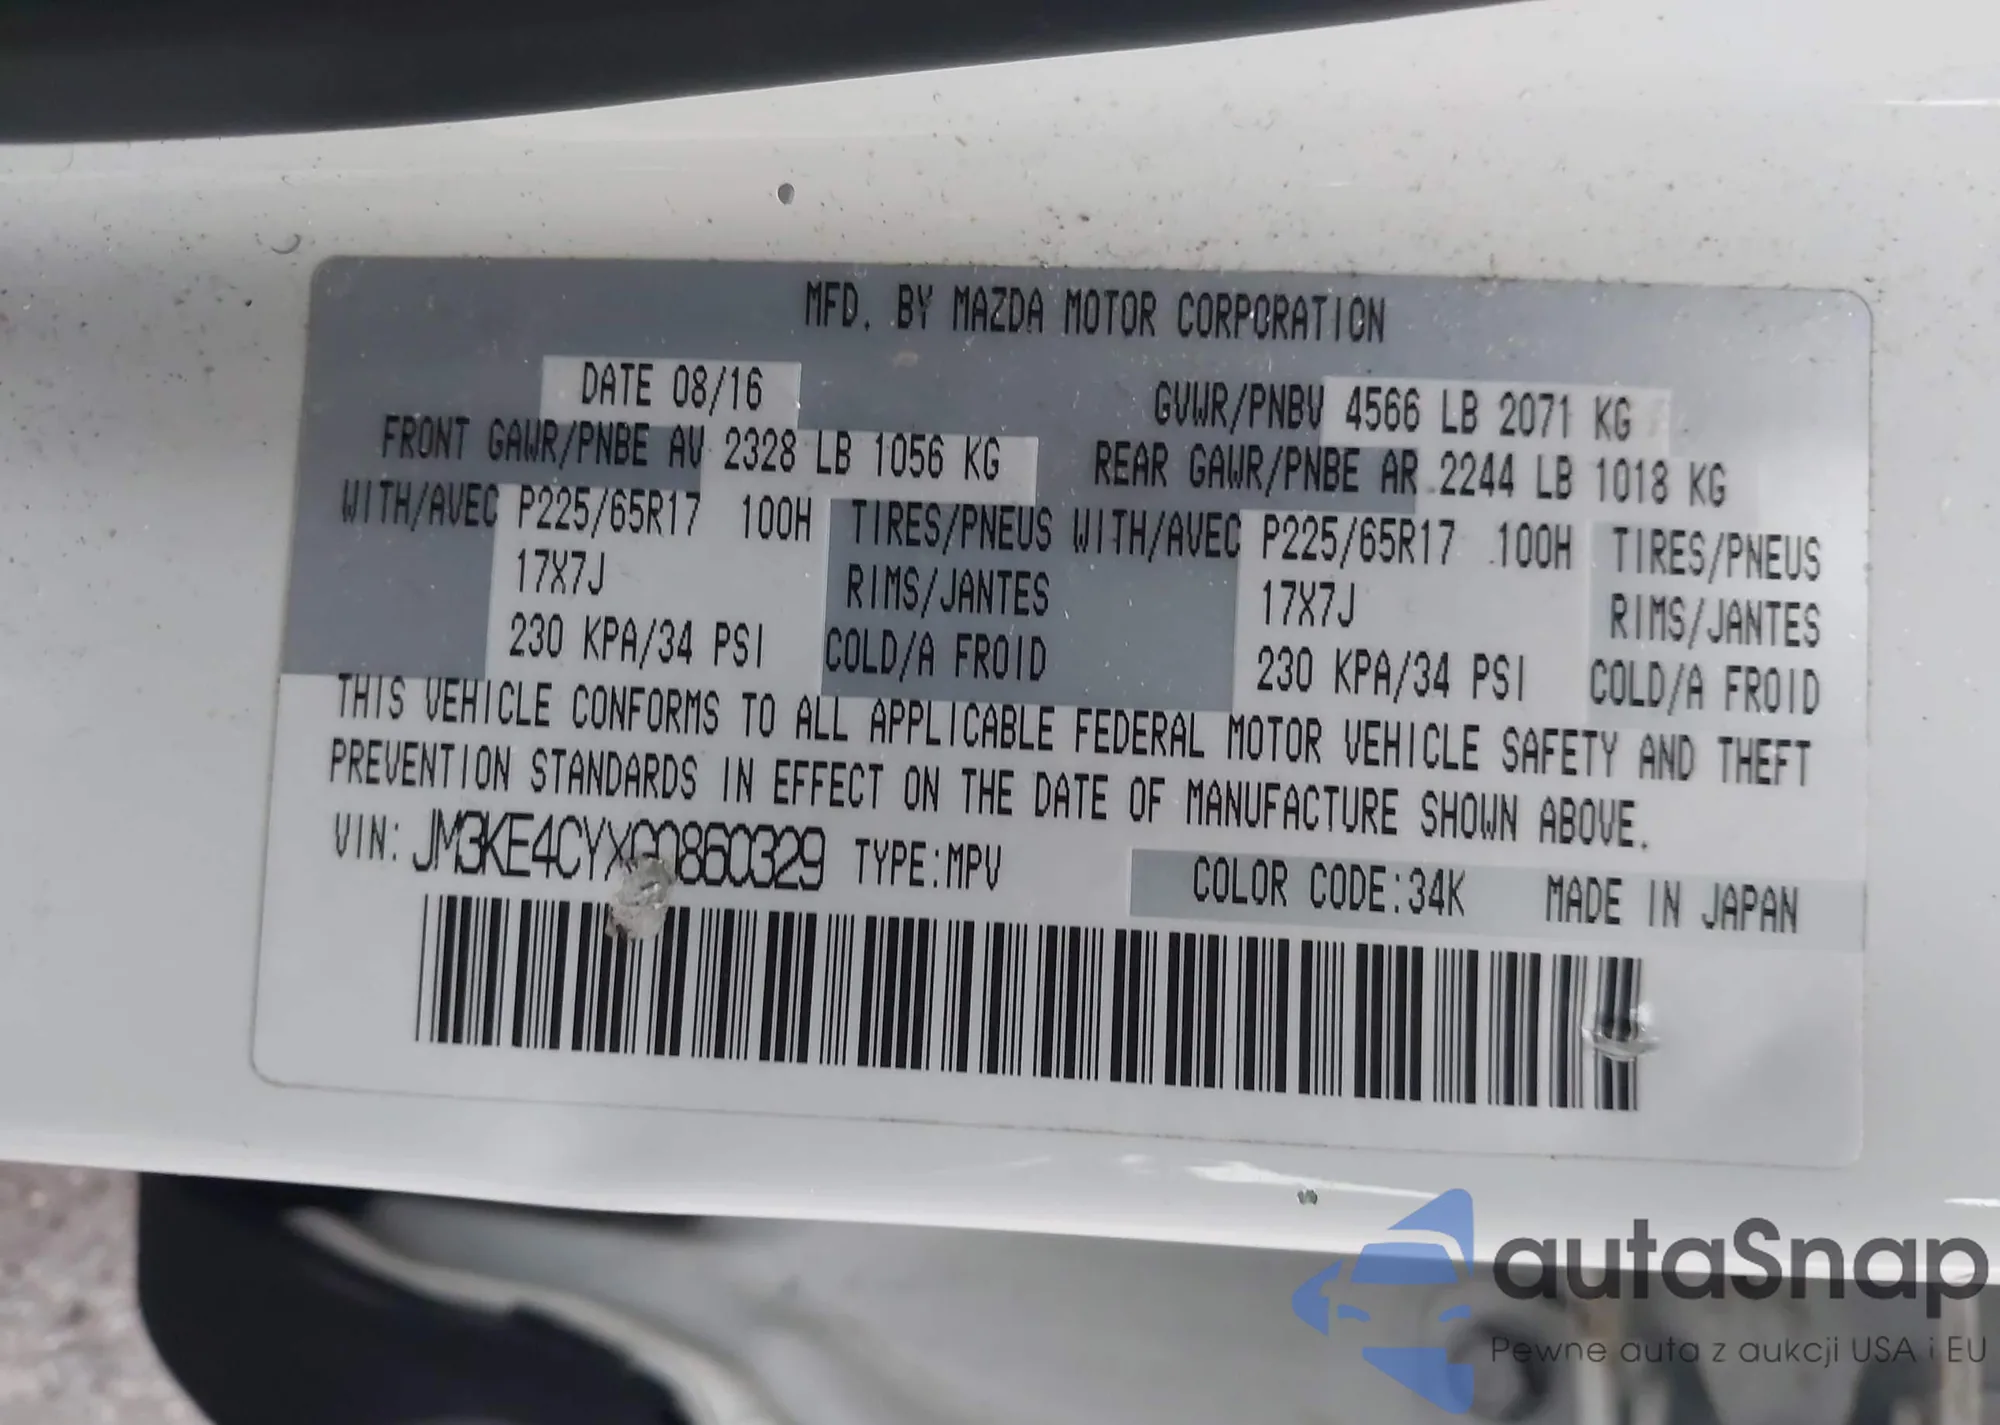 MFD. BY MAZDA MOTOR CORPORATION
DATE 08/16 GVWR/PNBV 4566 LB 2071 KG
FRONT GAWR/PNBE AV 2328 LB 1056 KG REAR GAWR/PNBE AR 2244 LB 1018 KG
WITH/AVEC P225/65R17 100H TIRES/PNEUS WITH/AVEC P225/65R17 100H TIRES/PNEUS
17X7J RIMS/JANTES 17X7J RIMS/JANTES
230 KPA/34 PSI COLD/A FROID 230 KPA/34 PSI COLD/A FROID
THIS VEHICLE CONFORMS TO ALL APPLICABLE FEDERAL MOTOR VEHICLE SAFETY AND THEFT
PREVENTION STANDARDS IN EFFECT ON THE DATE OF MANUFACTURE SHOWN ABOVE.
VIN: JM3KE4CYXG0860329 TYPE:MPV COLOR CODE:34K MADE IN JAPAN
autaSnap
Pewne auta z aukcji USA i EU